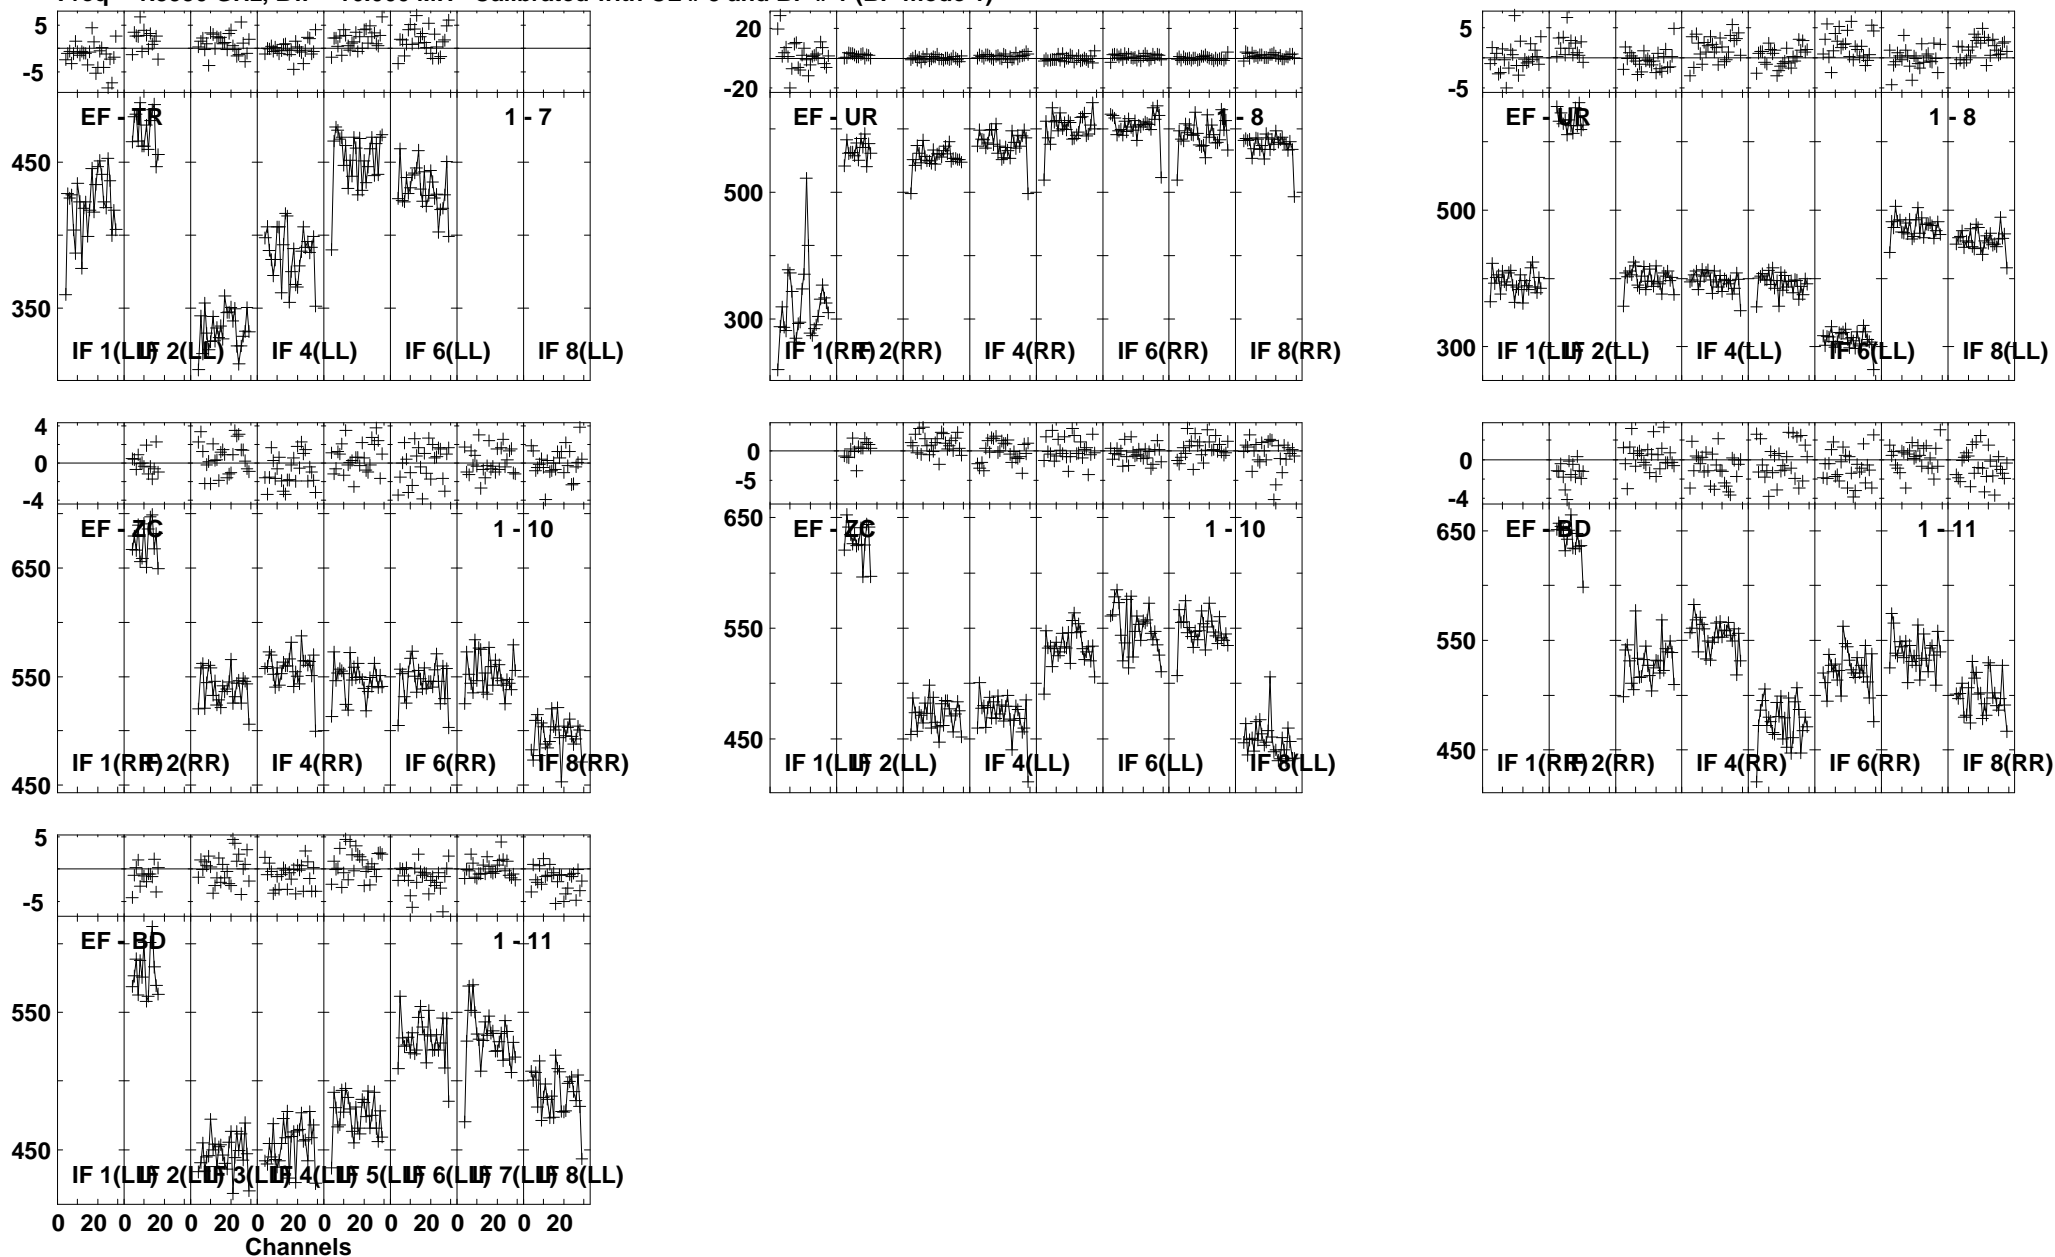 5
-5
EF - TR 1 - 7
450
350
IF 1(LL) IF 2(LL) IF 4(LL) IF 6(LL) IF 8(LL)
20
0
-20
EF - UR 1 - 8
500
300
IF 1(RR) IF 2(RR) IF 4(RR) IF 6(RR) IF 8(RR)
5
0
-5
EF - UR 1 - 8
500
300
IF 1(LL) IF 2(LL) IF 4(LL) IF 6(LL) IF 8(LL)
4
0
-4
EF - ZC 1 - 10
650
550
450
IF 1(RR) IF 2(RR) IF 4(RR) IF 6(RR) IF 8(RR)
0
-5
EF - ZC 1 - 10
650
550
450
IF 1(LL) IF 2(LL) IF 4(LL) IF 6(LL) IF 8(LL)
0
-4
EF - BD 1 - 11
650
550
450
IF 1(RR) IF 2(RR) IF 4(RR) IF 6(RR) IF 8(RR)
5
-5
EF - BD 1 - 11
550
450
IF 1(LL) IF 2(LL) IF 3(LL) IF 4(LL) IF 5(LL) IF 6(LL) IF 7(LL) IF 8(LL)
0 20 0 20 0 20 0 20 0 20 0 20 0 20 0 20
Channels